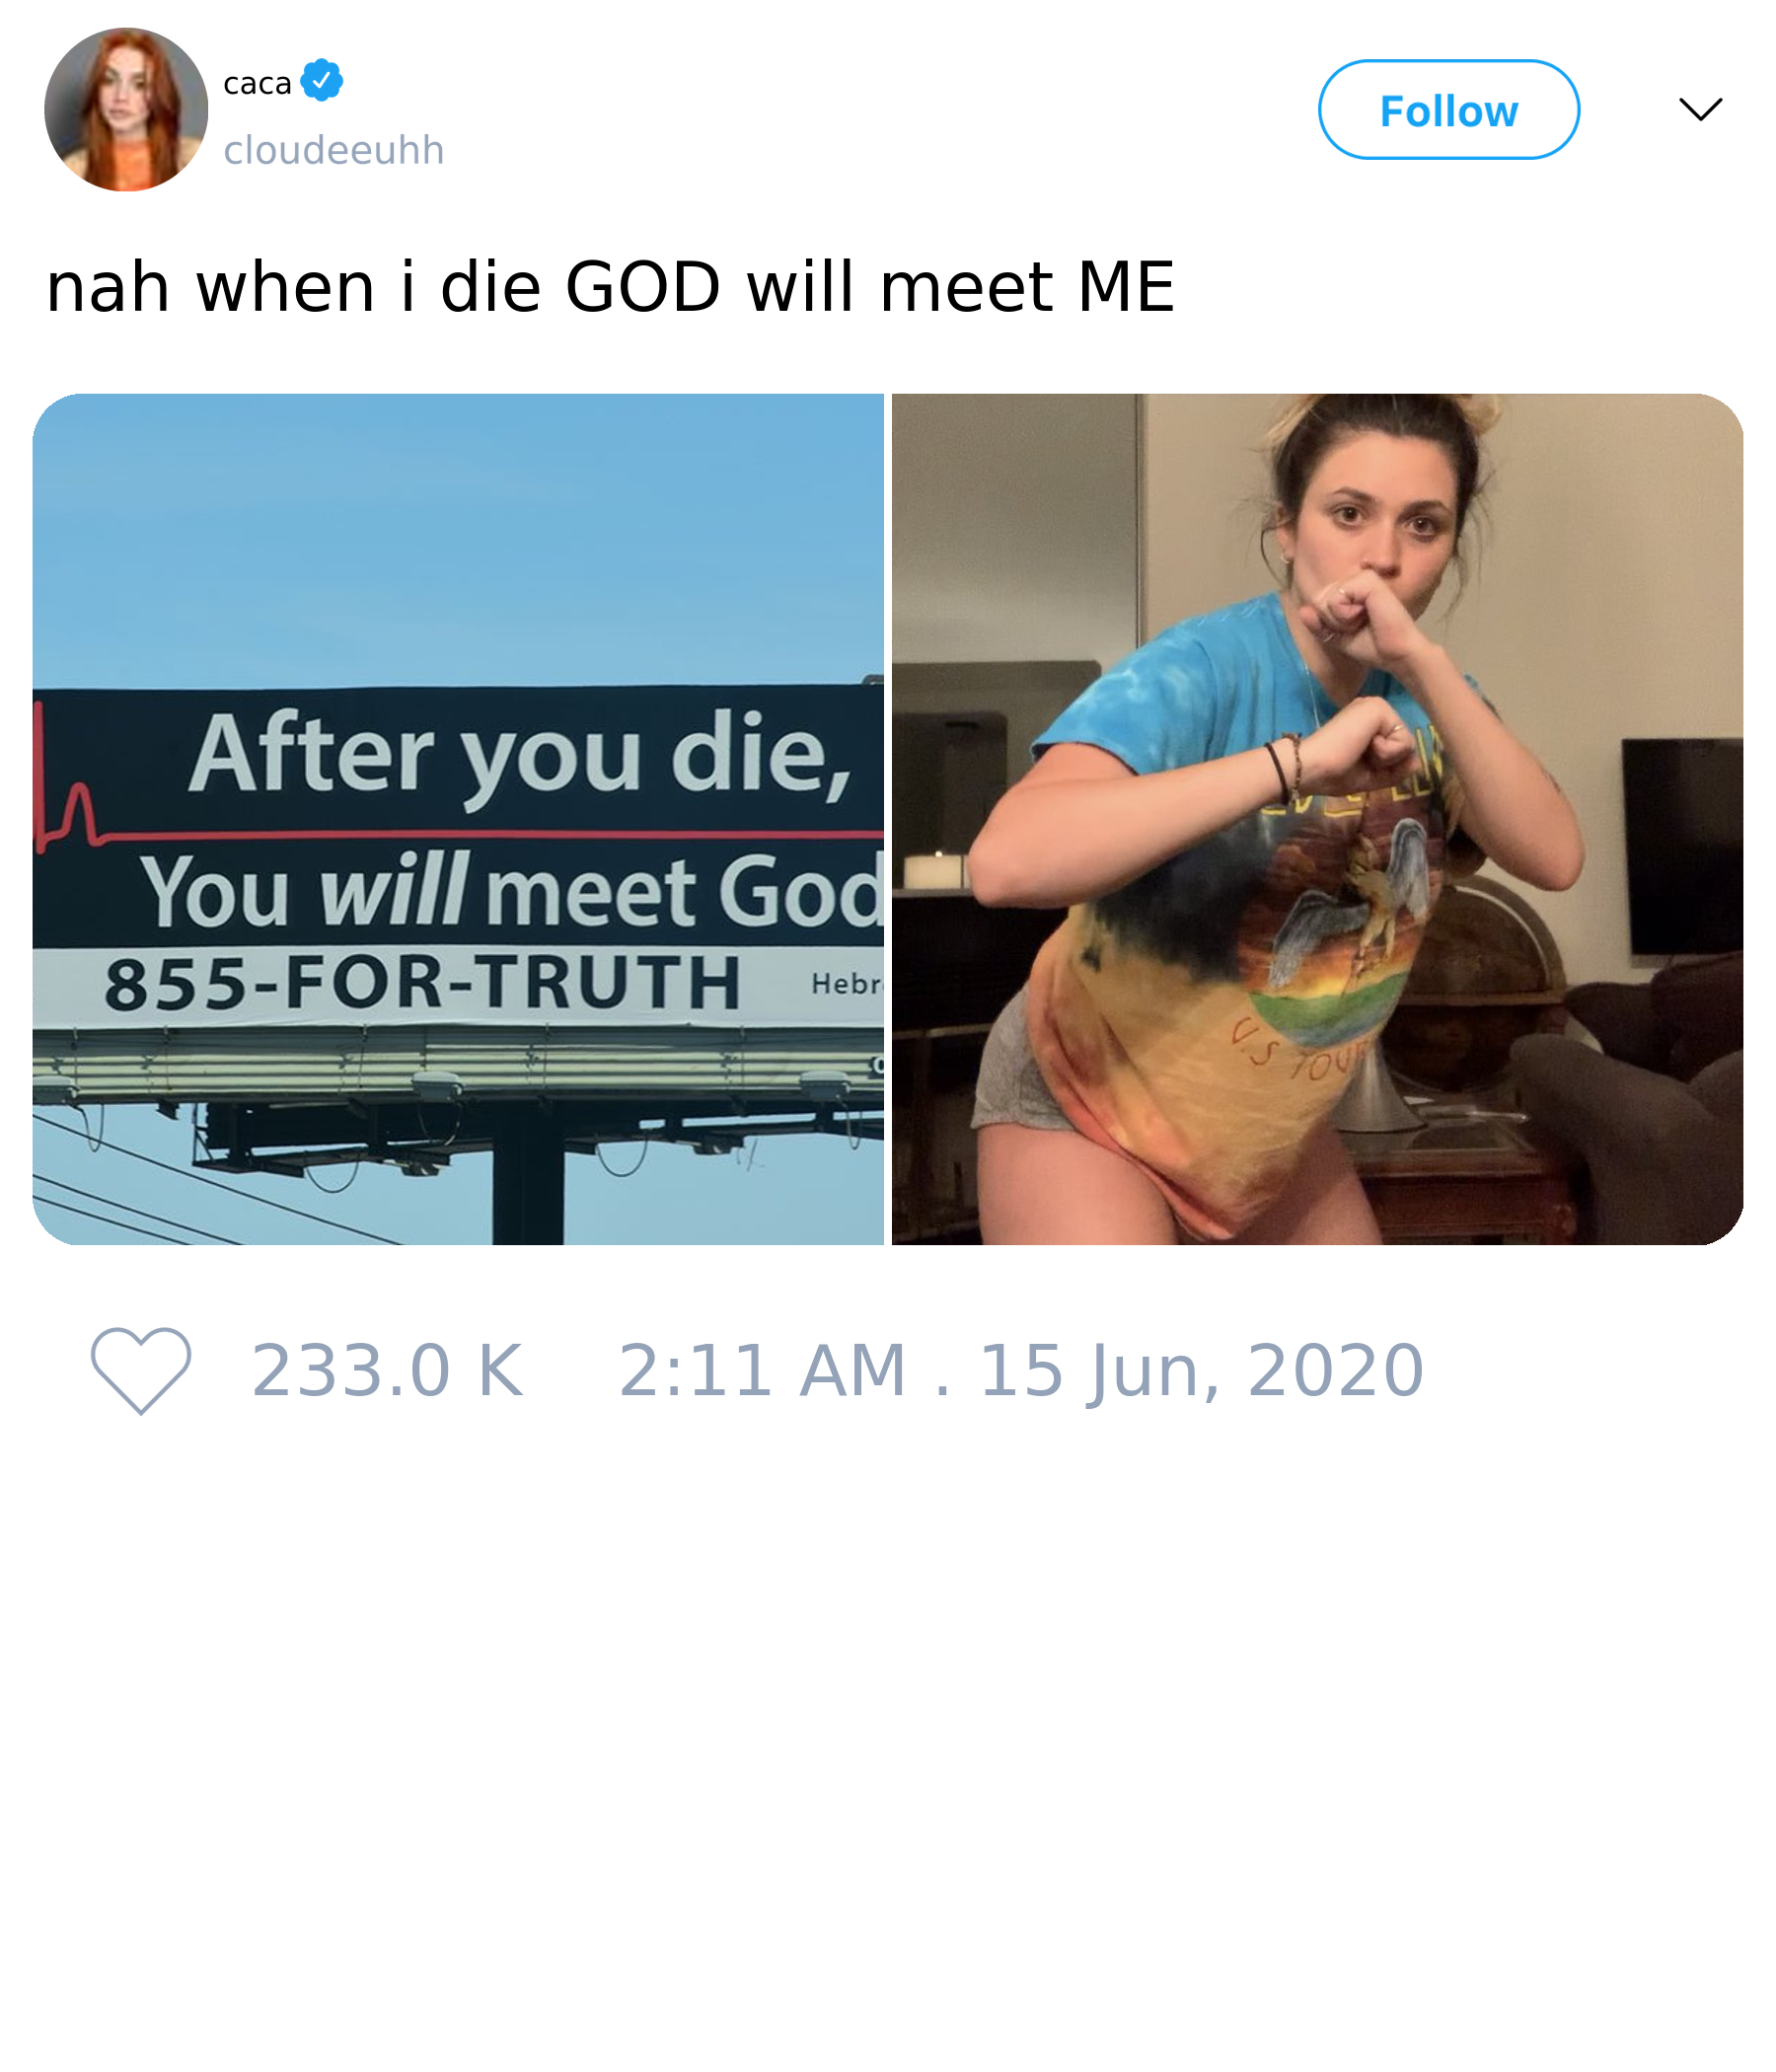 caca
cloudeeuhh
Follow
nah when i die GOD will meet ME
After you die,
You will meet God
855-FOR-TRUTH
Hebr
U.S TOUR
233.0 K
2:11 AM . 15 Jun, 2020